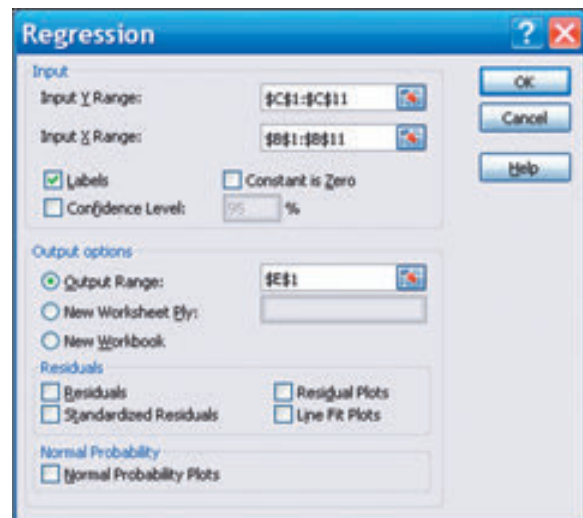 Regression
Input
Input Y Range: $C$1:$C$11
Input X Range: $B$1:$B$11
Labels Constant is Zero
Confidence Level: 95 %
Output options
Output Range: $E$1
New Worksheet Ply:
New Workbook
Residuals
Residuals Residual Plots
Standardized Residuals Line Fit Plots
Normal Probability
Normal Probability Plots
?
OK
Cancel
Help